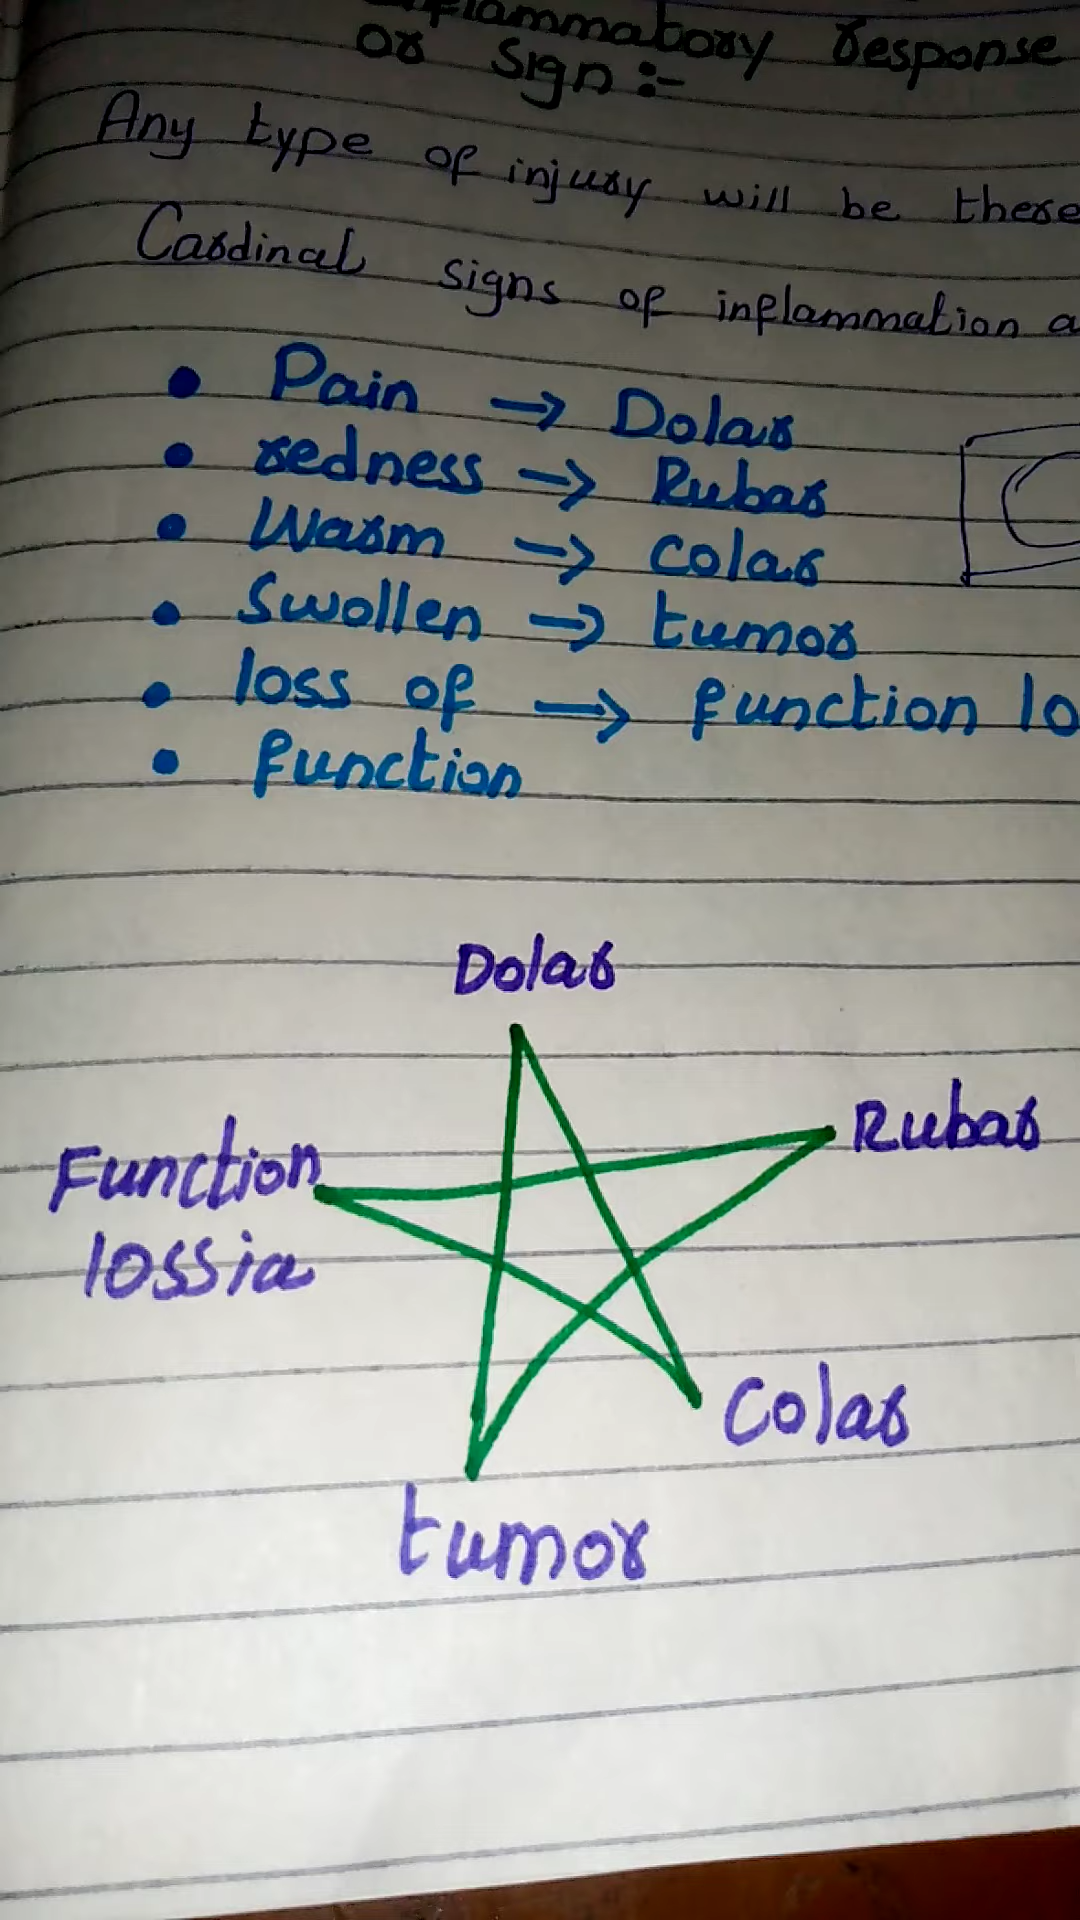 inflammatory response
or sign :-
Any type of injury will be there
Cardinal signs of inflammation a
• Pain → Dolar
• redness → Rubar
• Warm → Colar
• Swollen → tumor
• loss of → function lo
• function
Dolar
Rubar
Function
lossia
Colar
tumor